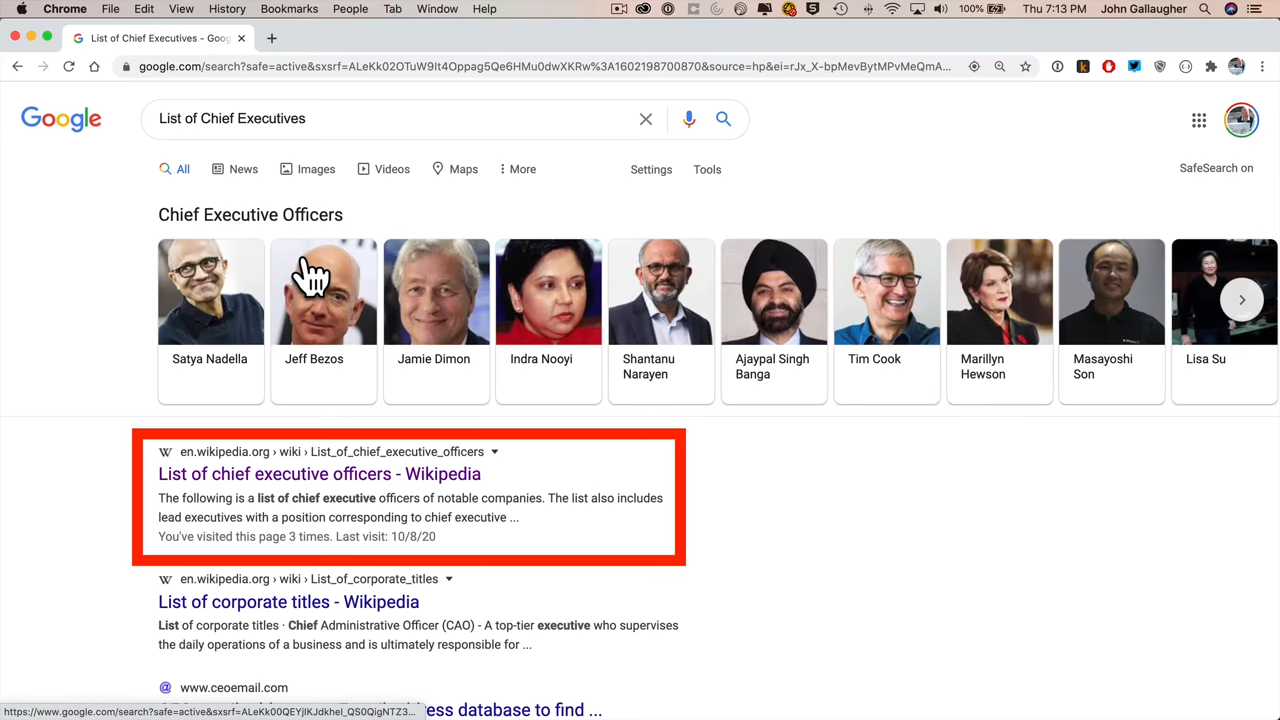 Chrome File Edit View History Bookmarks People Tab Window Help 100% Thu 7:13 PM John Gallaugher
List of Chief Executives - Goog
google.com/search?safe=active&sxsrf=ALeKk02OTuW9It4Oppag5Qe6HMu0dwXKRw%3A1602198700870&source=hp&ei=rJx_X-bpMevBytMPvMeQmA...
Google
List of Chief Executives
All News Images Videos Maps More Settings Tools
SafeSearch on
Chief Executive Officers
Satya Nadella
Jeff Bezos
Jamie Dimon
Indra Nooyi
Shantanu
Narayen
Ajaypal Singh
Banga
Tim Cook
Marillyn
Hewson
Masayoshi
Son
Lisa Su
en.wikipedia.org › wiki › List_of_chief_executive_officers
List of chief executive officers - Wikipedia
The following is a list of chief executive officers of notable companies. The list also includes
lead executives with a position corresponding to chief executive ...
You've visited this page 3 times. Last visit: 10/8/20
en.wikipedia.org › wiki › List_of_corporate_titles
List of corporate titles - Wikipedia
List of corporate titles · Chief Administrative Officer (CAO) - A top-tier executive who supervises
the daily operations of a business and is ultimately responsible for ...
www.ceoemail.com
database to find ...
https://www.google.com/search?safe=active&sxsrf=ALeKk00QEYjlKJdkhel_QS0QigNTZ3...